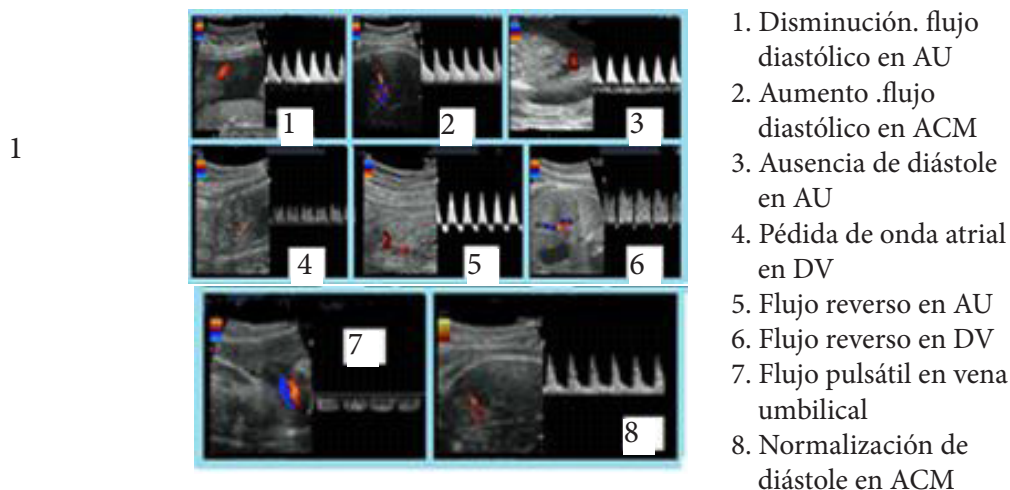 1
1 2 3
4 5 6
7
8
1. Disminución. flujo
diastólico en AU
2. Aumento .flujo
diastólico en ACM
3. Ausencia de diástole
en AU
4. Pédida de onda atrial
en DV
5. Flujo reverso en AU
6. Flujo reverso en DV
7. Flujo pulsátil en vena
umbilical
8. Normalización de
diástole en ACM